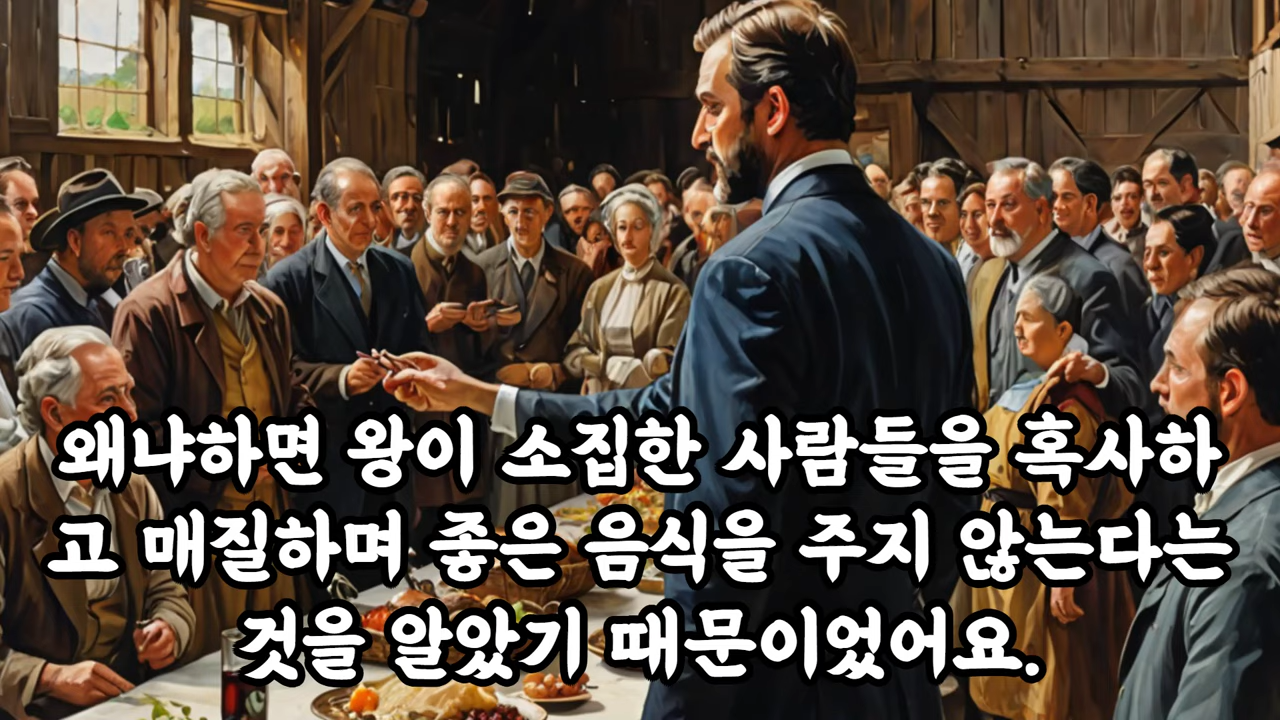 왜냐하면 왕이 소집한 사람들을 혹사하
고 매질하며 좋은 음식을 주지 않는다는
것을 알았기 때문이었어요.